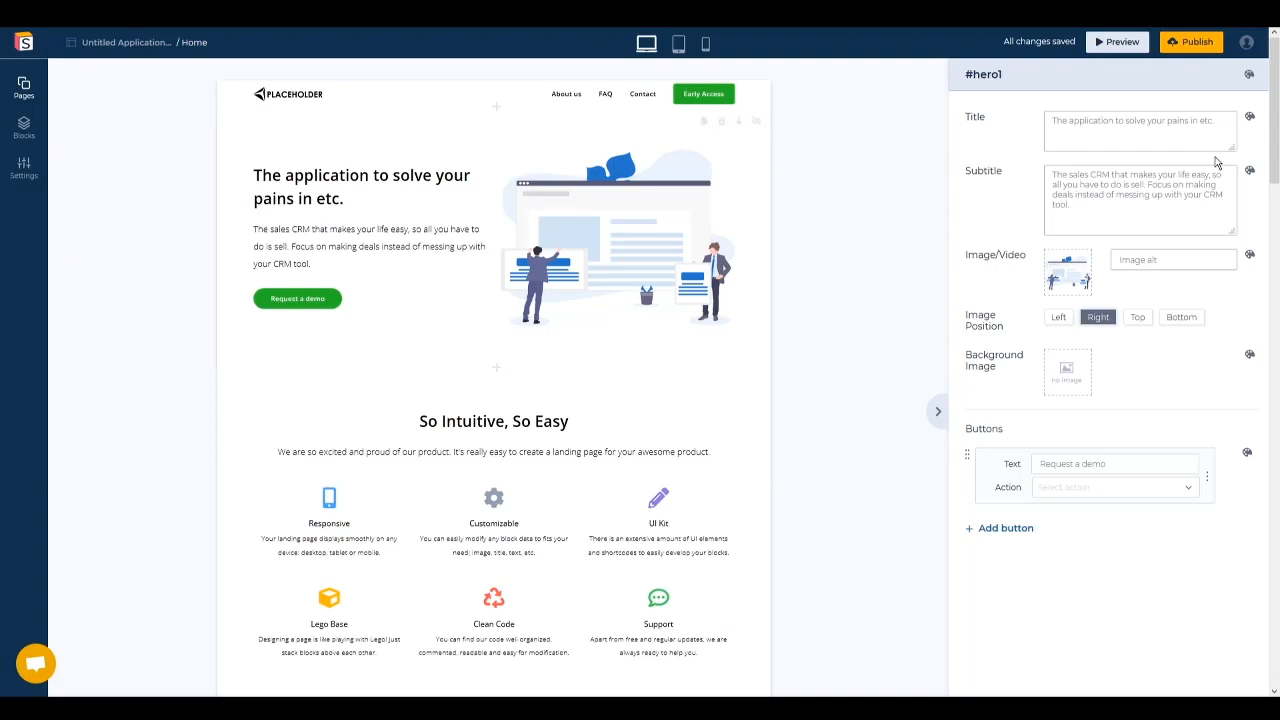 S
Untitled Application... / Home
All changes saved
Preview
Publish
Pages
Blocks
Settings
PLACEHOLDER
About us
FAQ
Contact
Early Access
The application to solve your
pains in etc.
The sales CRM that makes your life easy, so all you have to
do is sell. Focus on making deals instead of messing up with
your CRM tool.
Request a demo
So Intuitive, So Easy
We are so excited and proud of our product. It's really easy to create a landing page for your awesome product.
Responsive
Your landing page displays smoothly on any
device: desktop, tablet or mobile.
Customizable
You can easily modify any block data to fits your
need: image, title, text, etc.
UI Kit
There is an extensive amount of UI elements
and shortcodes to easily develop your blocks.
Lego Base
Designing a page is like playing with Lego! Just
stack blocks above each other.
Clean Code
You can find our code well organized,
commented, readable and easy for modification.
Support
Apart from free and regular updates, we are
always ready to help you.
#hero1
Title
The application to solve your pains in etc.
Subtitle
The sales CRM that makes your life easy, so
all you have to do is sell. Focus on making
deals instead of messing up with your CRM
tool.
Image/Video
Image alt
Image
Position
Left
Right
Top
Bottom
Background
Image
no image
Buttons
Text
Request a demo
Action
Select action
+ Add button